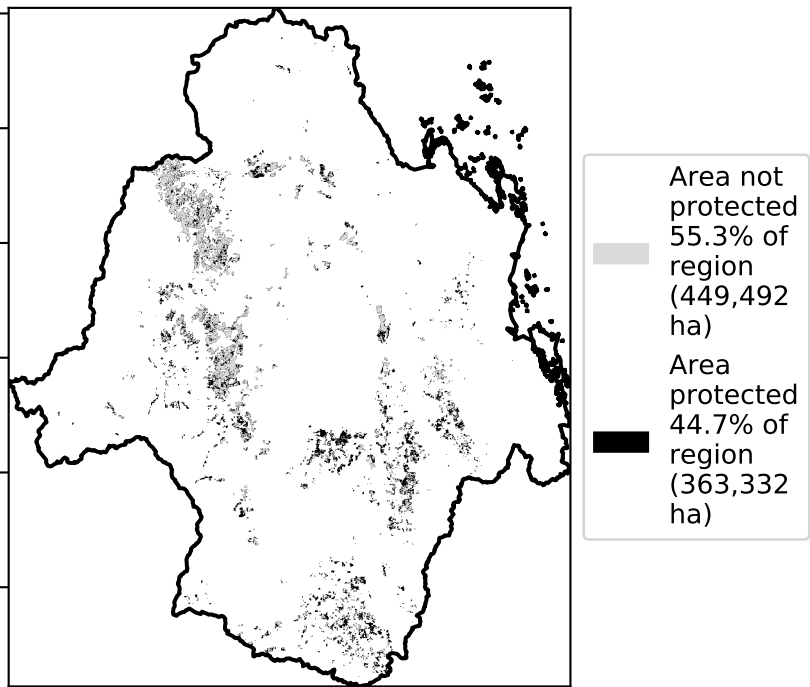 Area not
protected
55.3% of
region
(449,492
ha)
Area
protected
44.7% of
region
(363,332
ha)